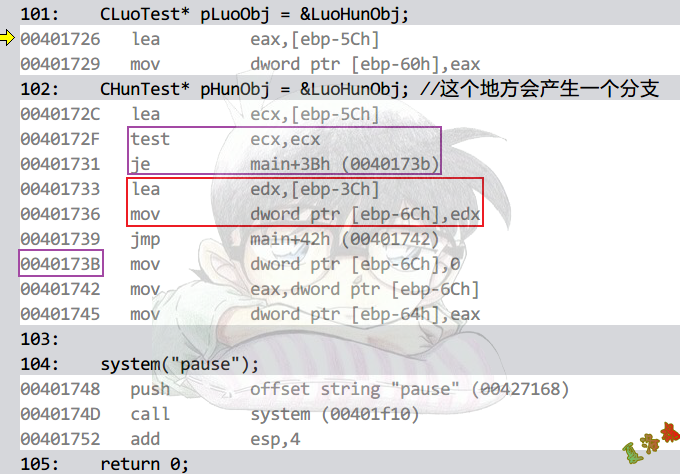 101: CLuoTest* pLuoObj = &LuoHunObj;
00401726 lea eax,[ebp-5Ch]
00401729 mov dword ptr [ebp-60h],eax
102: CHunTest* pHunObj = &LuoHunObj; //这个地方会产生一个分支
0040172C lea ecx,[ebp-5Ch]
0040172F test ecx,ecx
00401731 je main+3Bh (0040173b)
00401733 lea edx,[ebp-3Ch]
00401736 mov dword ptr [ebp-6Ch],edx
00401739 jmp main+42h (00401742)
0040173B mov dword ptr [ebp-6Ch],0
00401742 mov eax,dword ptr [ebp-6Ch]
00401745 mov dword ptr [ebp-64h],eax
103:
104: system("pause");
00401748 push offset string "pause" (00427168)
0040174D call system (00401f10)
00401752 add esp,4
105: return 0;